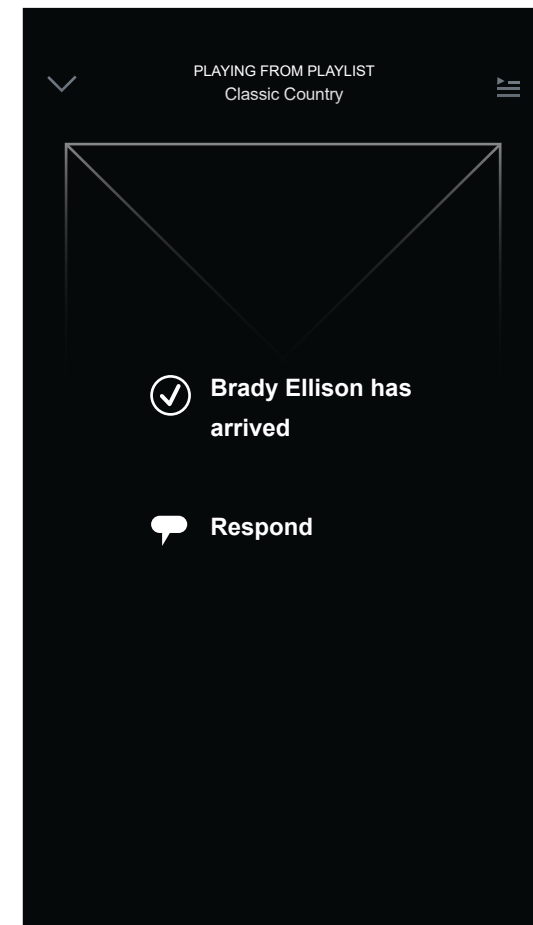 PLAYING FROM PLAYLIST
Classic Country
Brady Ellison has
arrived
Respond